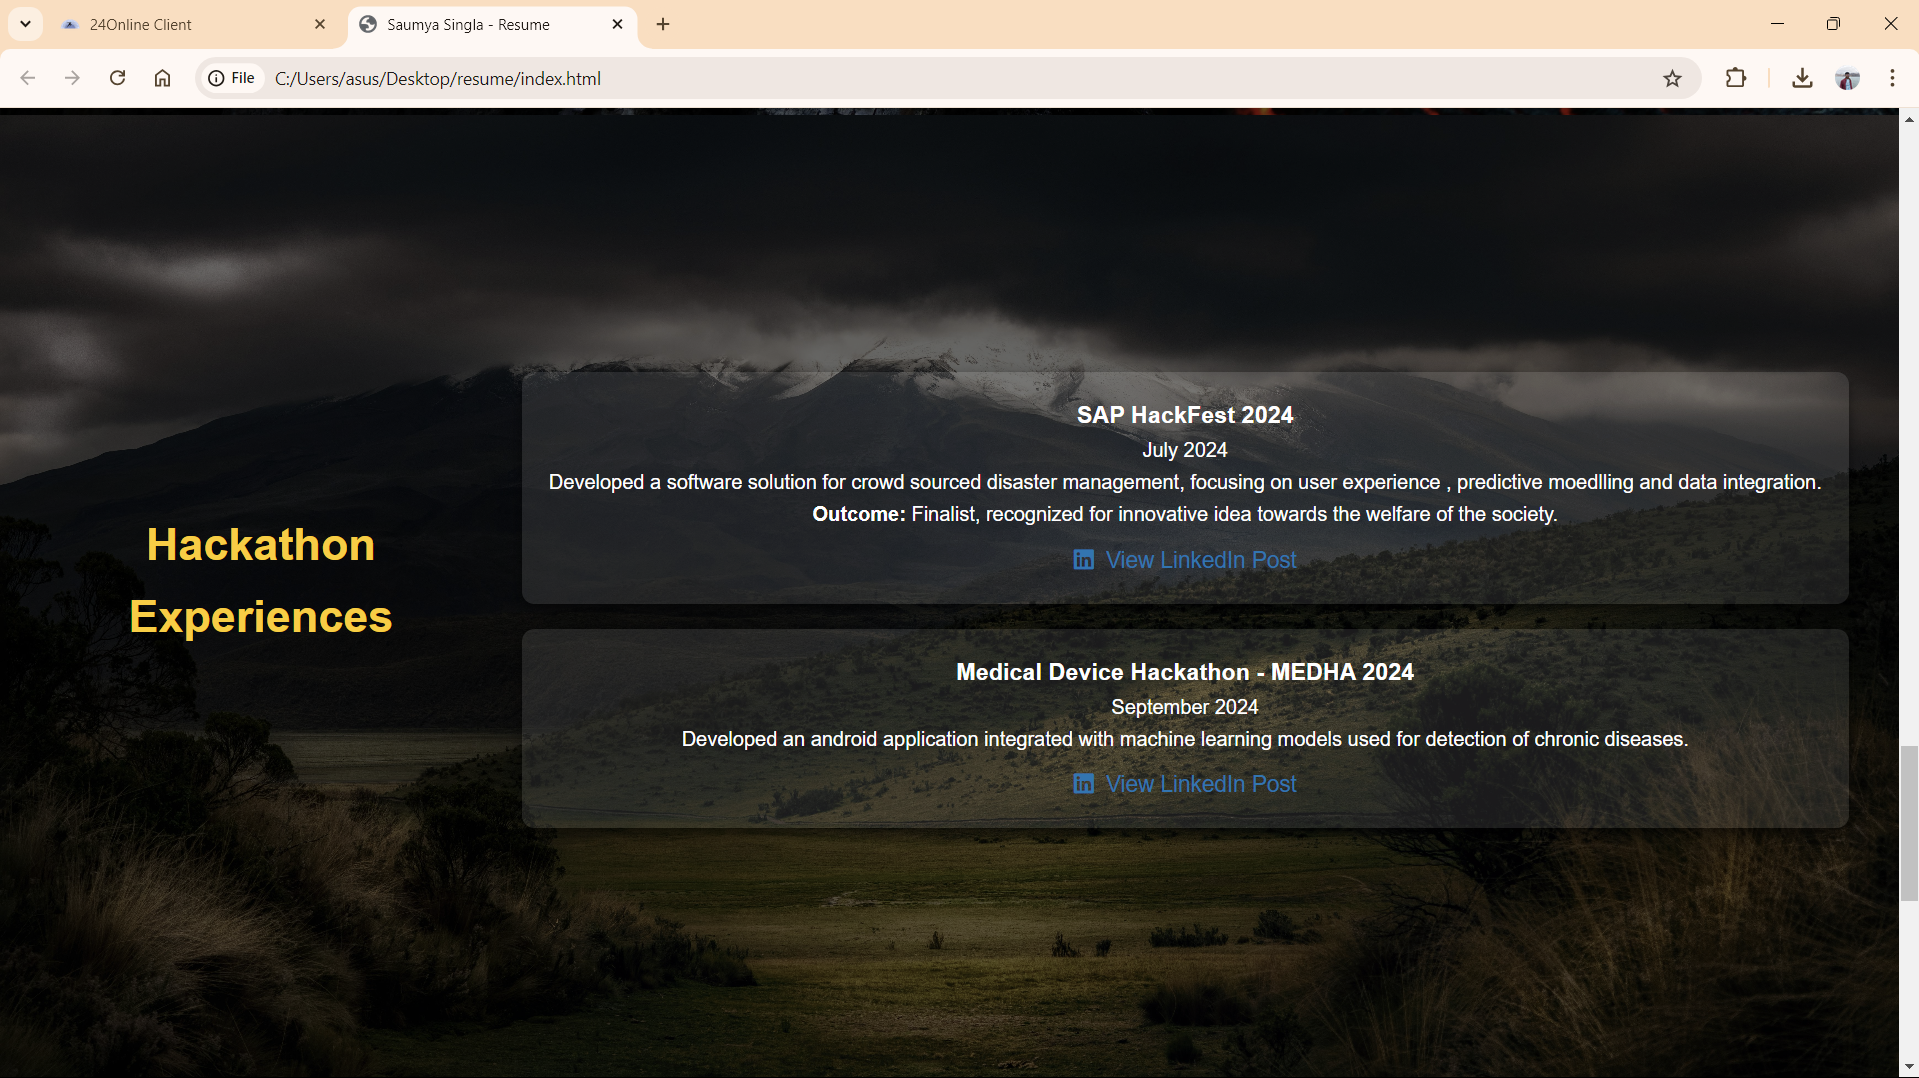 24Online Client
Saumya Singla - Resume
File
C:/Users/asus/Desktop/resume/index.html
Hackathon
Experiences
SAP HackFest 2024
July 2024
Developed a software solution for crowd sourced disaster management, focusing on user experience , predictive moedlling and data integration.
Outcome: Finalist, recognized for innovative idea towards the welfare of the society.
in View LinkedIn Post
Medical Device Hackathon - MEDHA 2024
September 2024
Developed an android application integrated with machine learning models used for detection of chronic diseases.
in View LinkedIn Post